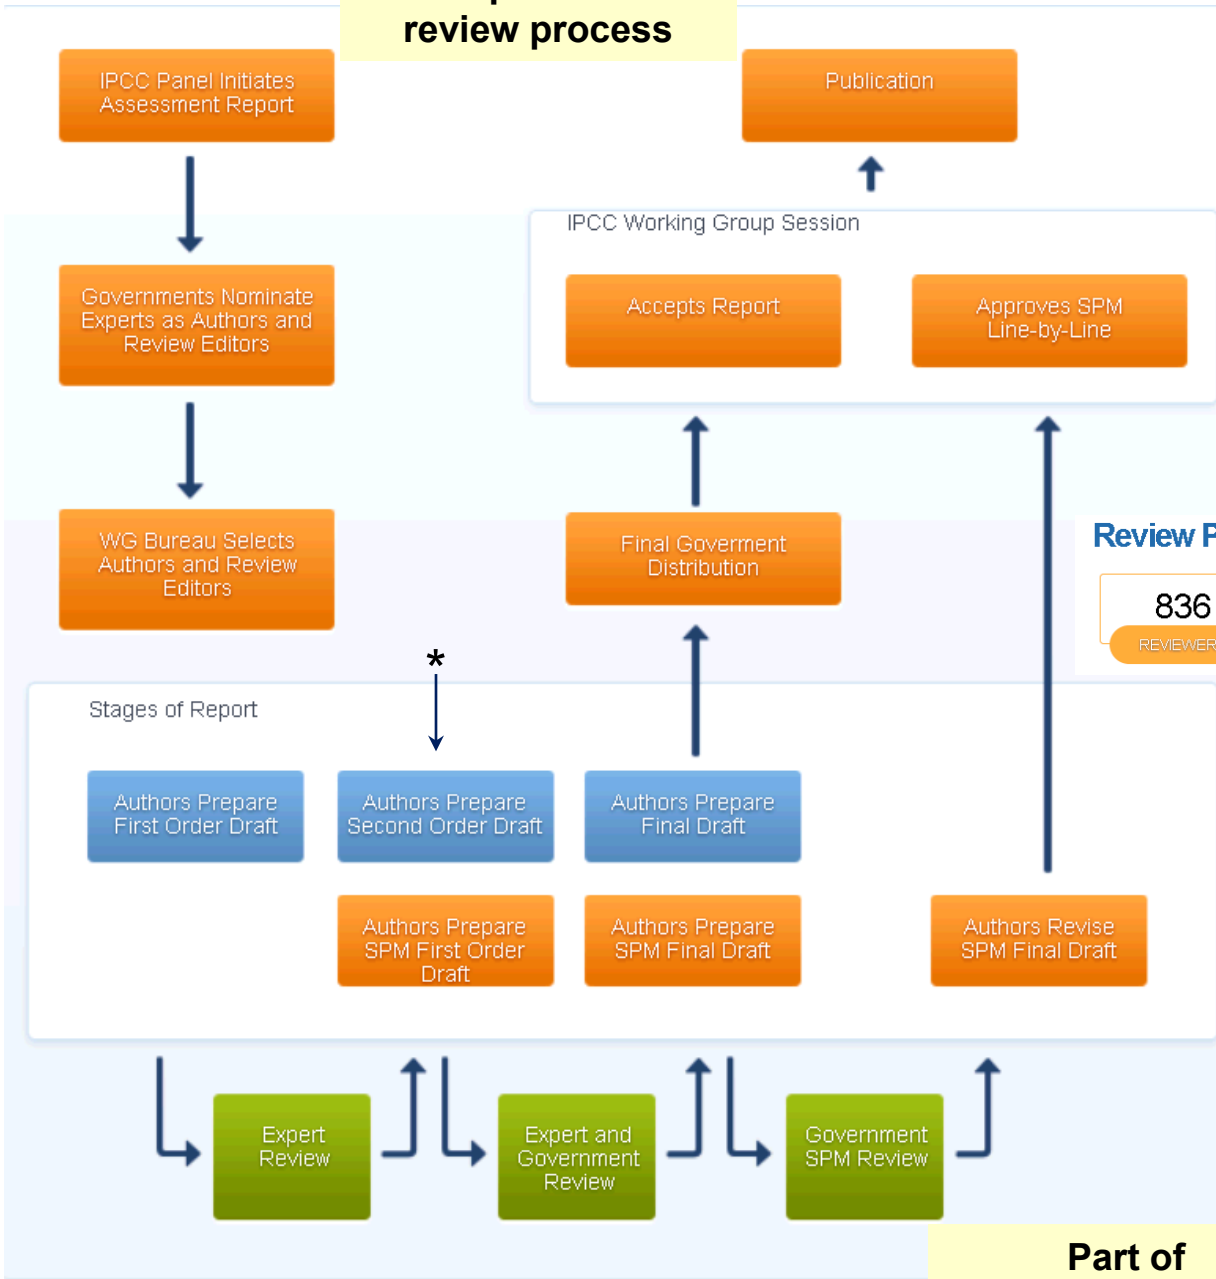 review process
IPCC Panel Initiates
Assessment Report
Publication
IPCC Working Group Session
Governments Nominate
Experts as Authors and
Review Editors
Accepts Report
Approves SPM
Line-by-Line
WG Bureau Selects
Authors and Review
Editors
Final Goverment
Distribution
Review P
836
REVIEWER
*
Stages of Report
Authors Prepare
First Order Draft
Authors Prepare
Second Order Draft
Authors Prepare
Final Draft
Authors Prepare
SPM First Order
Draft
Authors Prepare
SPM Final Draft
Authors Revise
SPM Final Draft
Expert
Review
Expert and
Government
Review
Government
SPM Review
Part of